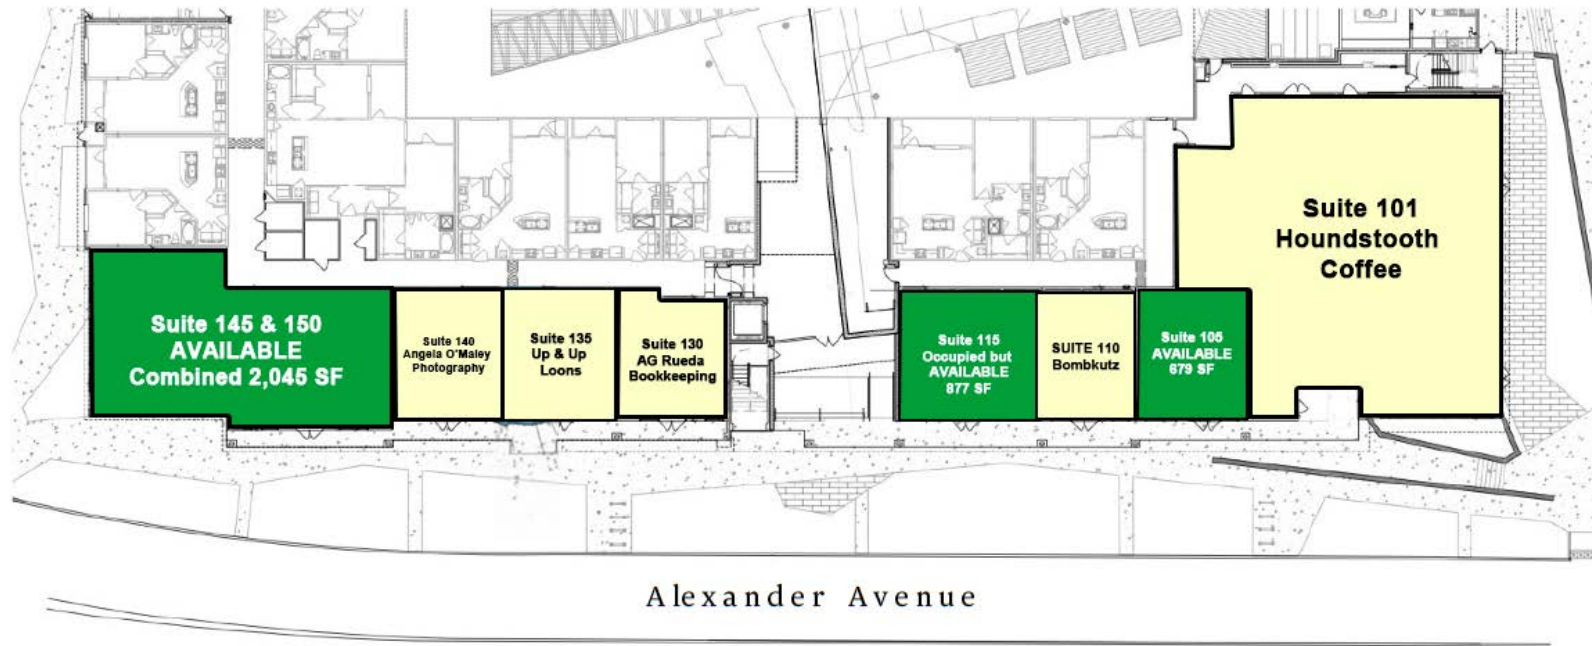 Suite 101
Houndstooth
Coffee
Suite 145 & 150
AVAILABLE
Combined 2,045 SF
Suite 140
Angela O'Maley
Photography
Suite 135
Up & Up
Loons
Suite 130
AG Rueda
Bookkeeping
Suite 115
Occupied but
AVAILABLE
877 SF
SUITE 110
Bombkutz
Suite 105
AVAILABLE
679 SF
Alexander Avenue